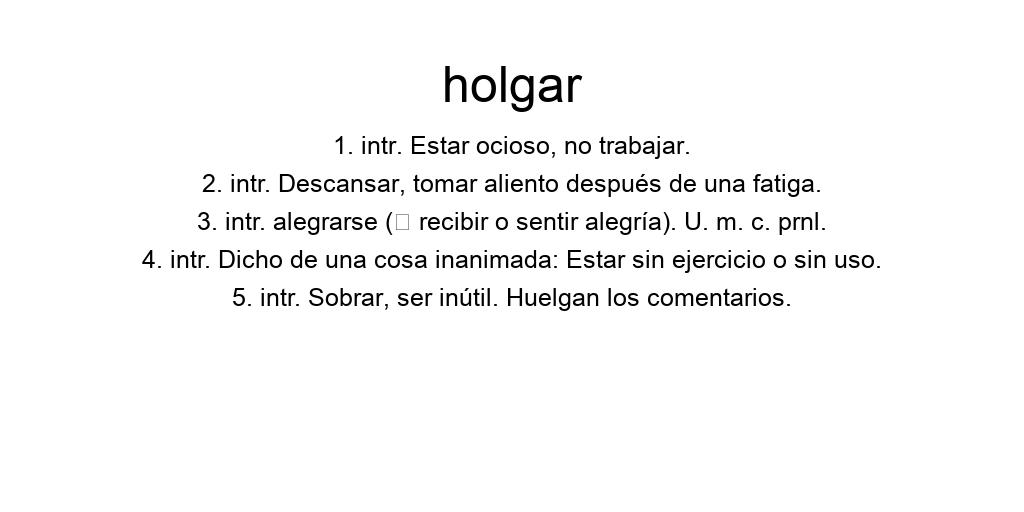 holgar
1. intr. Estar ocioso, no trabajar.
2. intr. Descansar, tomar aliento después de una fatiga.
3. intr. alegrarse (□ recibir o sentir alegría). U. m. c. prnl.
4. intr. Dicho de una cosa inanimada: Estar sin ejercicio o sin uso.
5. intr. Sobrar, ser inútil. Huelgan los comentarios.